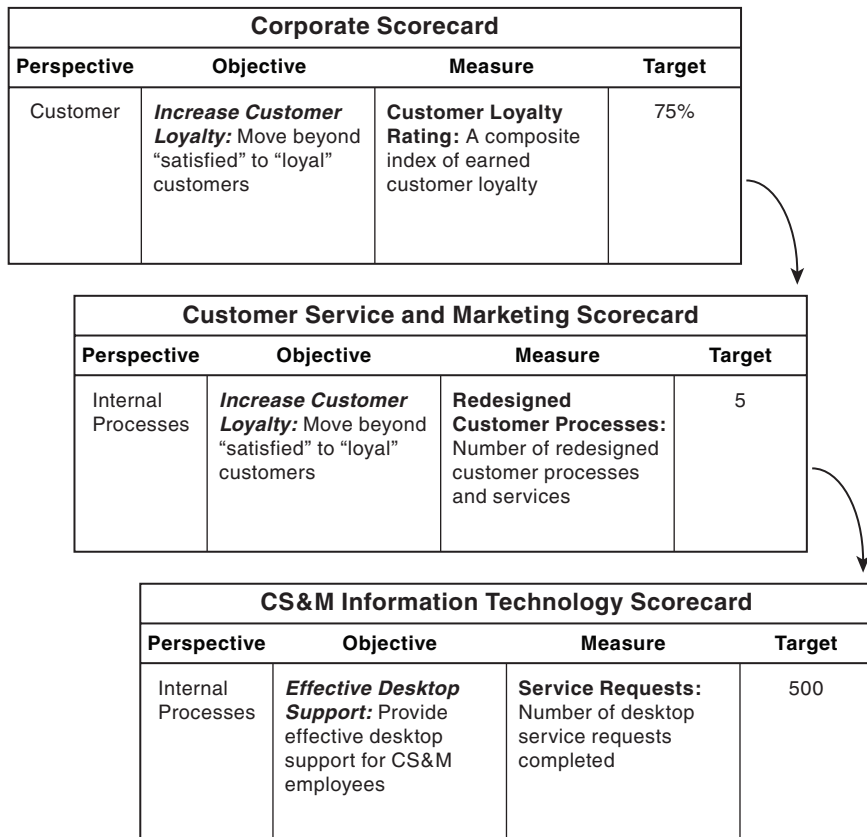 Corporate Scorecard
Perspective Objective Measure Target
Customer Increase Customer Customer Loyalty 75%
Loyalty: Move beyond Rating: A composite
“satisfied” to “loyal” index of earned
customers customer loyalty
Customer Service and Marketing Scorecard
Perspective Objective Measure Target
Internal Increase Customer Redesigned 5
Processes Loyalty: Move beyond Customer Processes:
“satisfied” to “loyal” Number of redesigned
customers customer processes
and services
CS&M Information Technology Scorecard
Perspective Objective Measure Target
Internal Effective Desktop Service Requests: 500
Processes Support: Provide Number of desktop
effective desktop service requests
support for CS&M completed
employees